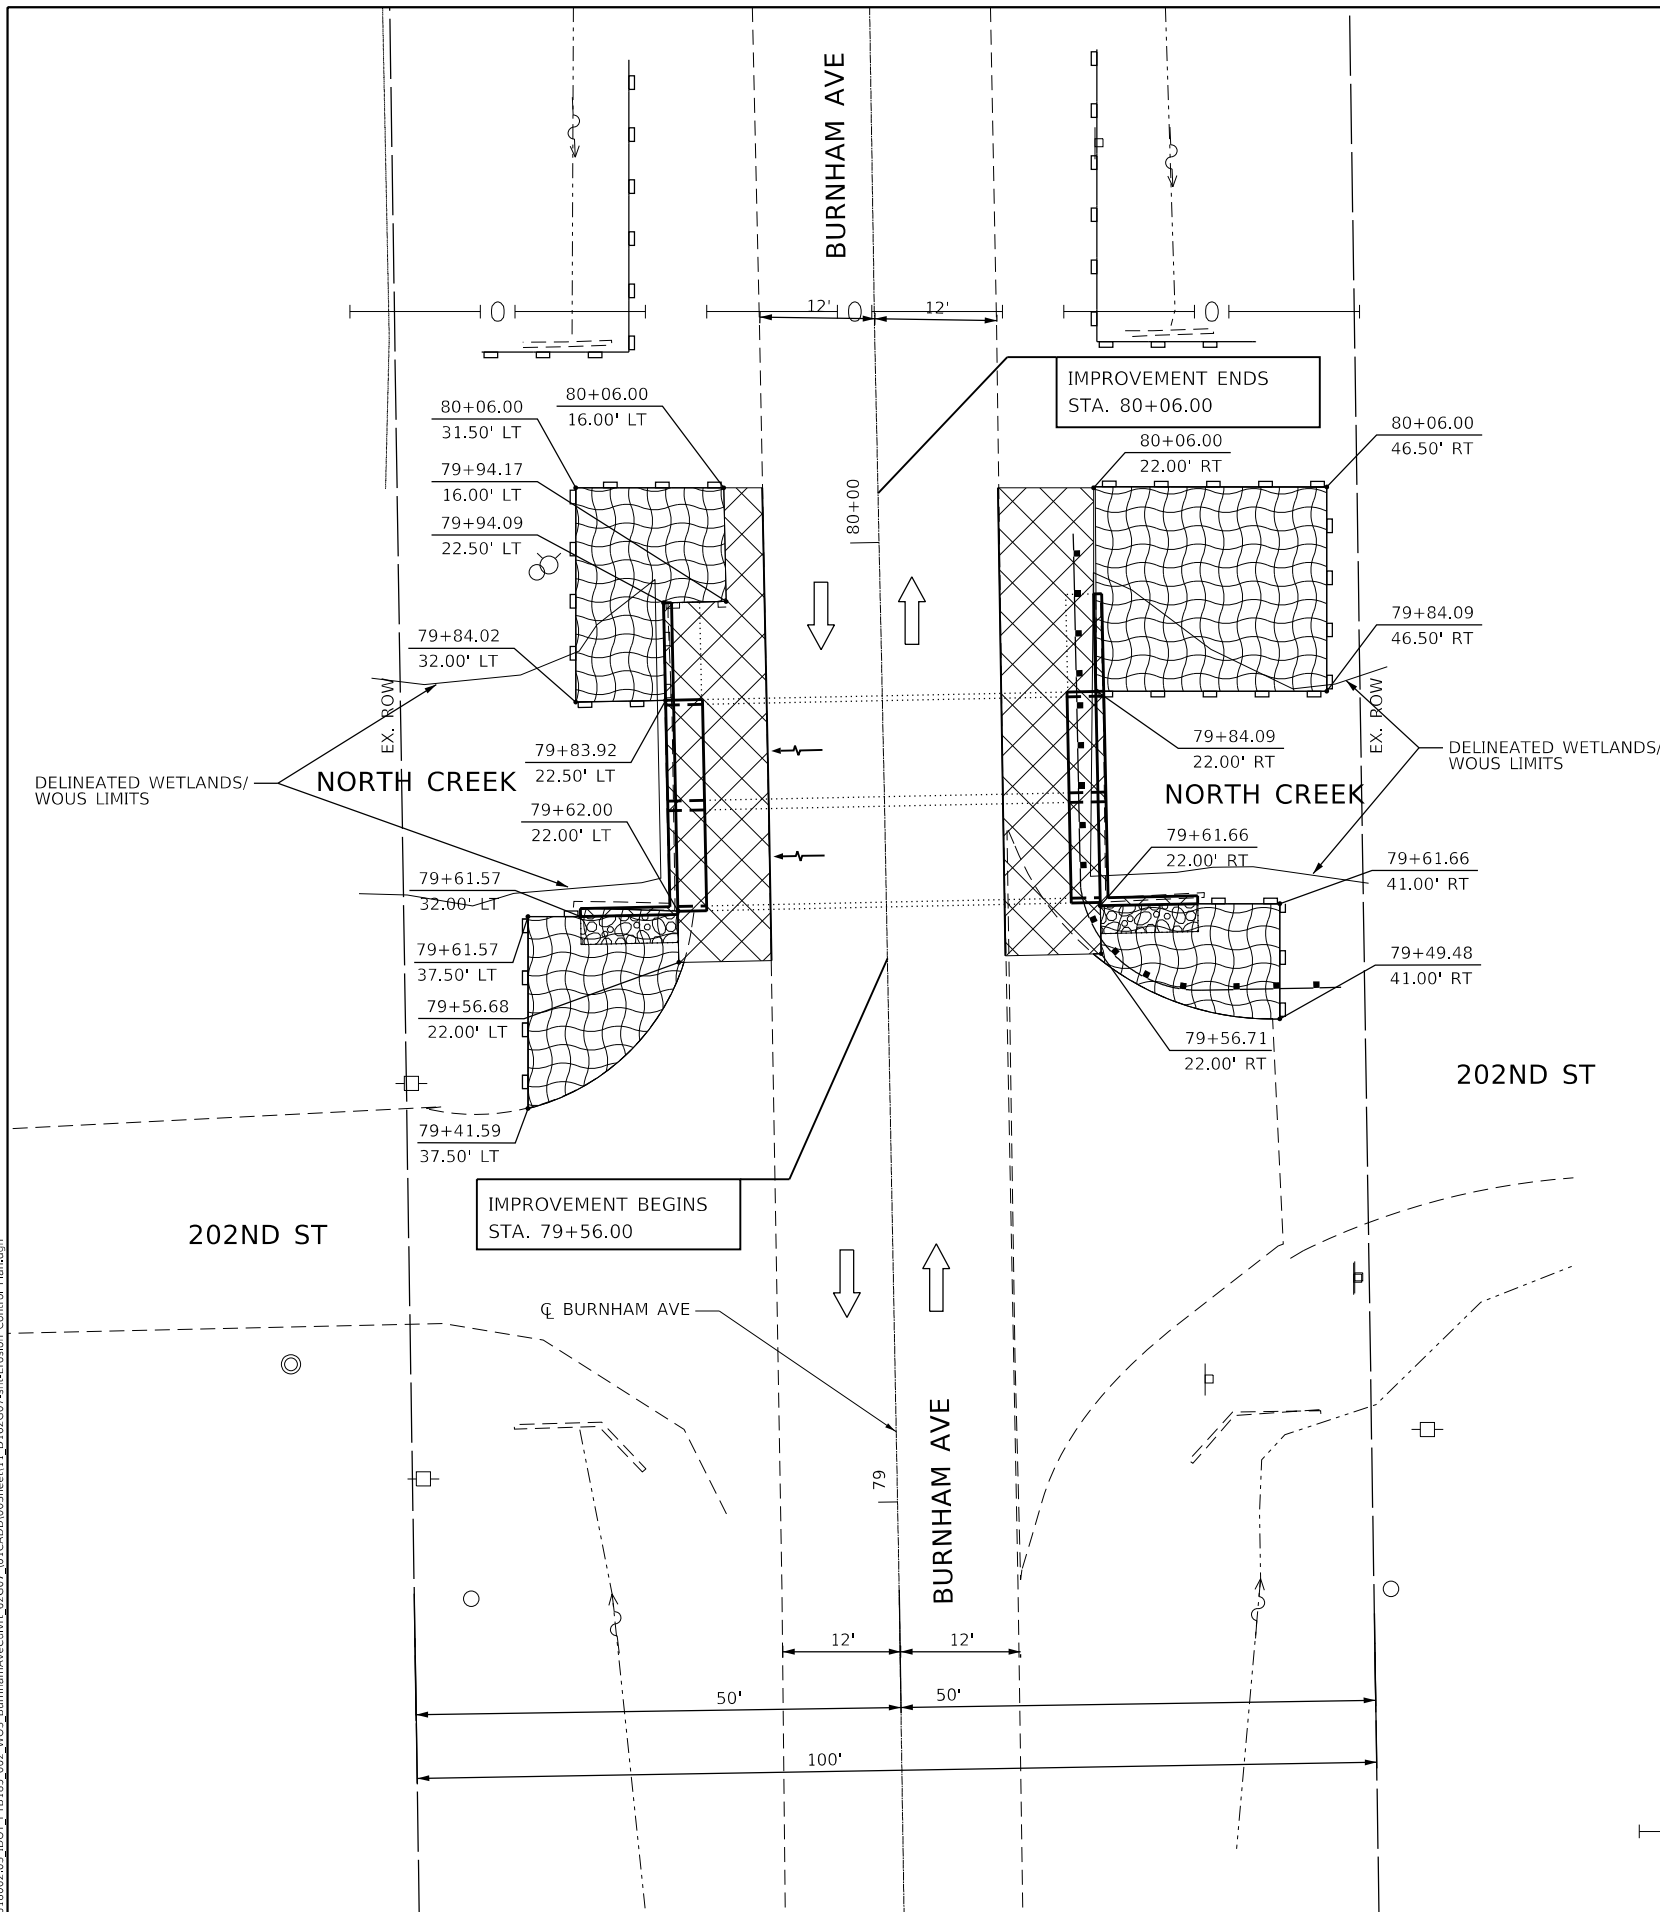 BURNHAM AVE
12'
12'
0
0
0
IMPROVEMENT ENDS
STA. 80+06.00
80+06.00
31.50' LT
80+06.00
16.00' LT
79+94.17
16.00' LT
79+94.09
22.50' LT
80+06.00
22.00' RT
80+06.00
46.50' RT
80+00
79+84.02
32.00' LT
79+84.09
46.50' RT
EX. ROW
EX. ROW
79+83.92
22.50' LT
79+84.09
22.00' RT
DELINEATED WETLANDS/
WOUS LIMITS
NORTH CREEK
DELINEATED WETLANDS/
WOUS LIMITS
NORTH CREEK
79+62.00
22.00' LT
79+61.66
22.00' RT
79+61.57
32.00' LT
79+61.66
41.00' RT
79+61.57
37.50' LT
79+49.48
41.00' RT
79+56.68
22.00' LT
79+56.71
22.00' RT
202ND ST
79+41.59
37.50' LT
IMPROVEMENT BEGINS
STA. 79+56.00
202ND ST
℄ BURNHAM AVE
79
BURNHAM AVE
12'
12'
50'
50'
100'